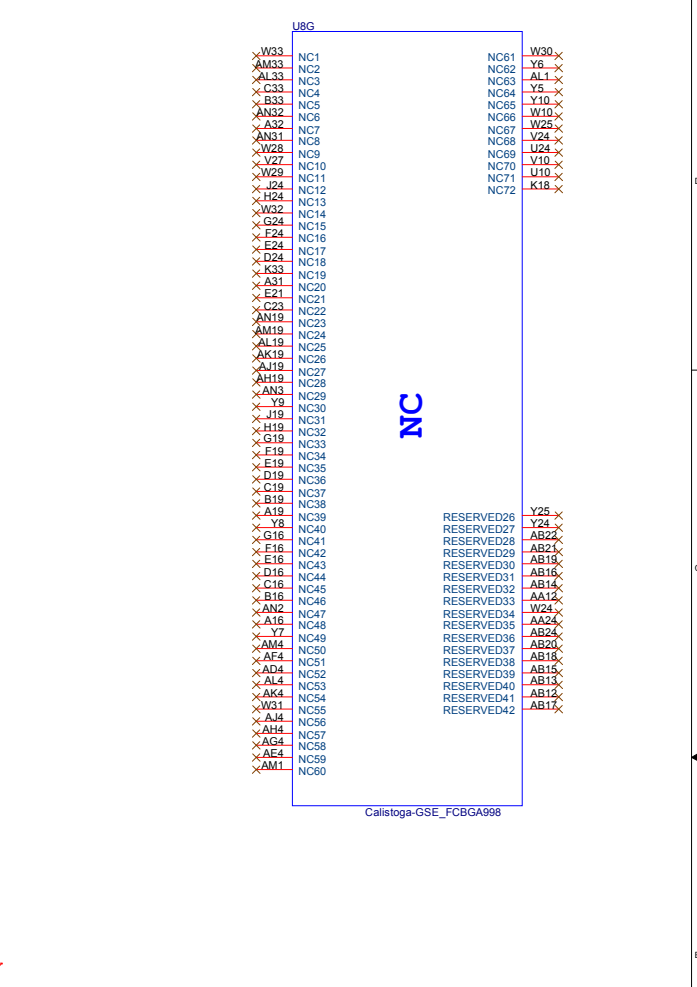 U8G
W33 NC1 NC61 W30
AM33 NC2 NC62 Y6
AL33 NC3 NC63 AL1
C33 NC4 NC64 Y5
B33 NC5 NC65 Y10
AN32 NC6 NC66 W10
A32 NC7 NC67 W25
AN31 NC8 NC68 V24
W28 NC9 NC69 U24
V27 NC10 NC70 V10
W29 NC11 NC71 U10
J24 NC12 NC72 K18
H24 NC13
W32 NC14
G24 NC15
F24 NC16
E24 NC17
D24 NC18
K33 NC19
A31 NC20
E21 NC21
C23 NC22
AN19 NC23
AM19 NC24
AL19 NC25
AK19 NC26
AJ19 NC27
AH19 NC28
AN3 NC29
Y9 NC30
J19 NC31
H19 NC32
G19 NC33
F19 NC34
E19 NC35
D19 NC36
C19 NC37
B19 NC38
A19 NC39 RESERVED26 Y25
Y8 NC40 RESERVED27 Y24
G16 NC41 RESERVED28 AB22
F16 NC42 RESERVED29 AB21
E16 NC43 RESERVED30 AB19
D16 NC44 RESERVED31 AB16
C16 NC45 RESERVED32 AB14
B16 NC46 RESERVED33 AA12
AN2 NC47 RESERVED34 W24
A16 NC48 RESERVED35 AA24
Y7 NC49 RESERVED36 AB24
AM4 NC50 RESERVED37 AB20
AF4 NC51 RESERVED38 AB18
AD4 NC52 RESERVED39 AB15
AL4 NC53 RESERVED40 AB13
AK4 NC54 RESERVED41 AB12
W31 NC55 RESERVED42 AB17
AJ4 NC56
AH4 NC57
AG4 NC58
AE4 NC59
AM1 NC60
NC
Calistoga-GSE_FCBGA998